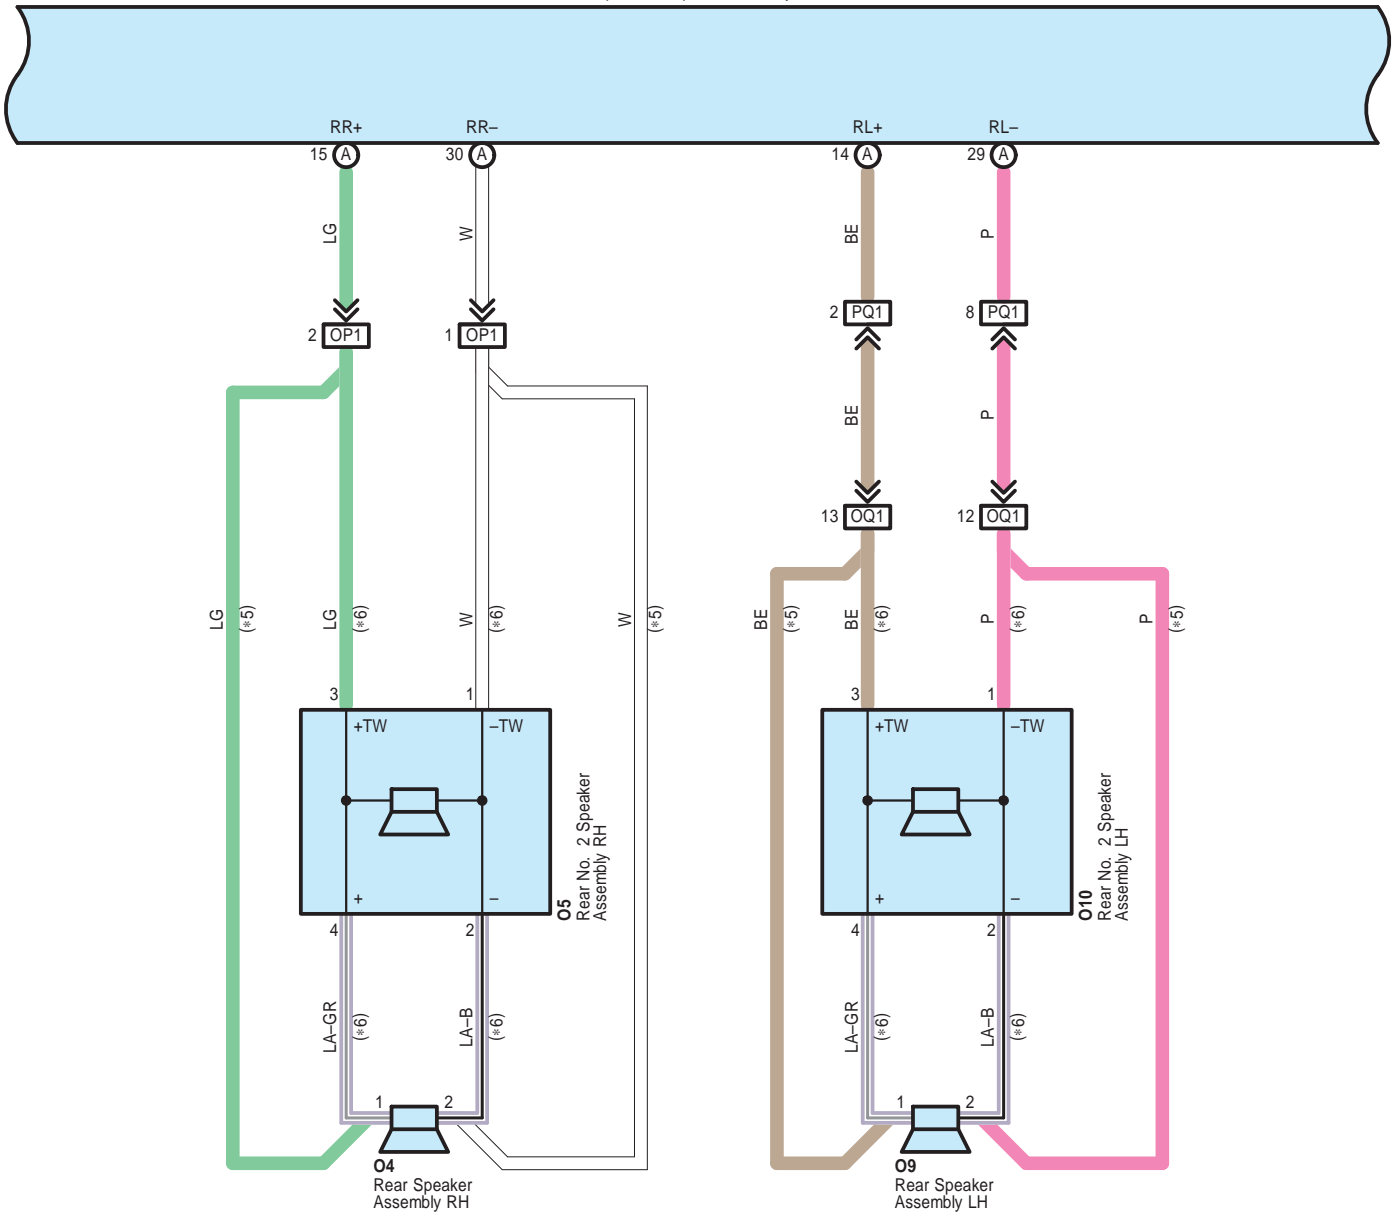 RR+ RR– RL+ RL–
15 A 30 A 14 A 29 A
LG W BE P
2 PQ1 8 PQ1
2 OP1 1 OP1
BE P
13 OQ1 12 OQ1
LG (*5) LG (*6) W (*6) W (*5) BE (*5) BE (*6) P (*6) P (*5)
3 1 3 1
+TW –TW +TW –TW
O5
Rear No. 2 Speaker
Assembly RH
O10
Rear No. 2 Speaker
Assembly LH
+ – + –
4 2 4 2
LA–GR (*6) LA–B (*6) LA–GR (*6) LA–B (*6)
1 2 1 2
O4
Rear Speaker
Assembly RH
O9
Rear Speaker
Assembly LH